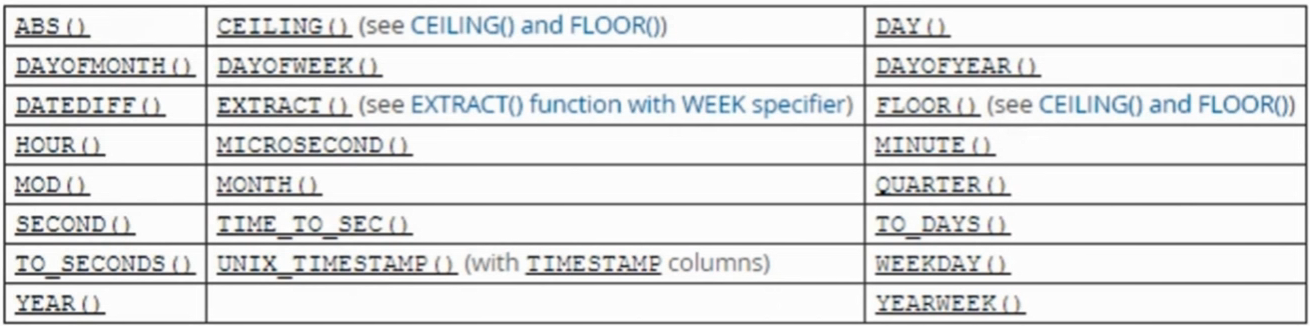 ABS() CEILING() (see CEILING() and FLOOR()) DAY()
DAYOFMONTH() DAYOFWEEK() DAYOFYEAR()
DATEDIFF() EXTRACT() (see EXTRACT() function with WEEK specifier) FLOOR() (see CEILING() and FLOOR())
HOUR() MICROSECOND() MINUTE()
MOD() MONTH() QUARTER()
SECOND() TIME_TO_SEC() TO_DAYS()
TO_SECONDS() UNIX_TIMESTAMP() (with TIMESTAMP columns) WEEKDAY()
YEAR() YEARWEEK()